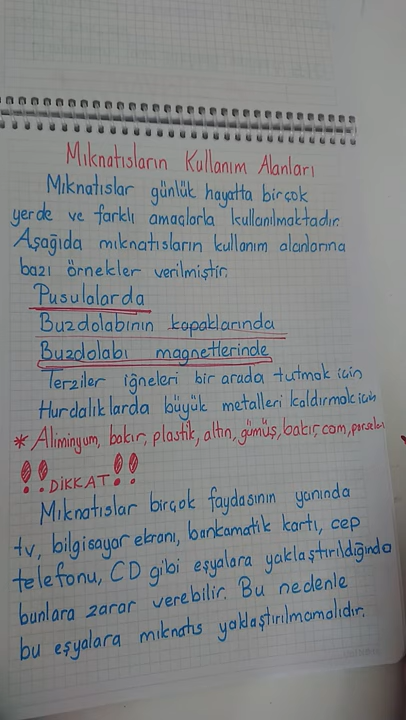 Mıknatısların Kullanım Alanları
Mıknatıslar günlük hayatta birçok
yerde ve farklı amaçlarla kullanılmaktadır.
Aşağıda mıknatısların kullanım alanlarına
bazı örnekler verilmiştir.
Pusulalarda
Buzdolabının kapaklarında
Buzdolabı magnetlerinde
Terziler iğneleri bir arada tutmak için
Hurdalıklarda büyük metalleri kaldırmak için
* Aliminyum, bakır, plastik, altın, gümüş, bakır, cam, porselen
!! DİKKAT !!
Mıknatıslar birçok faydasının yanında
tv, bilgisayar ekranı, bankamatik kartı, cep
telefonu, CD gibi eşyalara yaklaştırıldığında
bunlara zarar verebilir. Bu nedenle
bu eşyalara mıknatıs yaklaştırılmamalıdır.